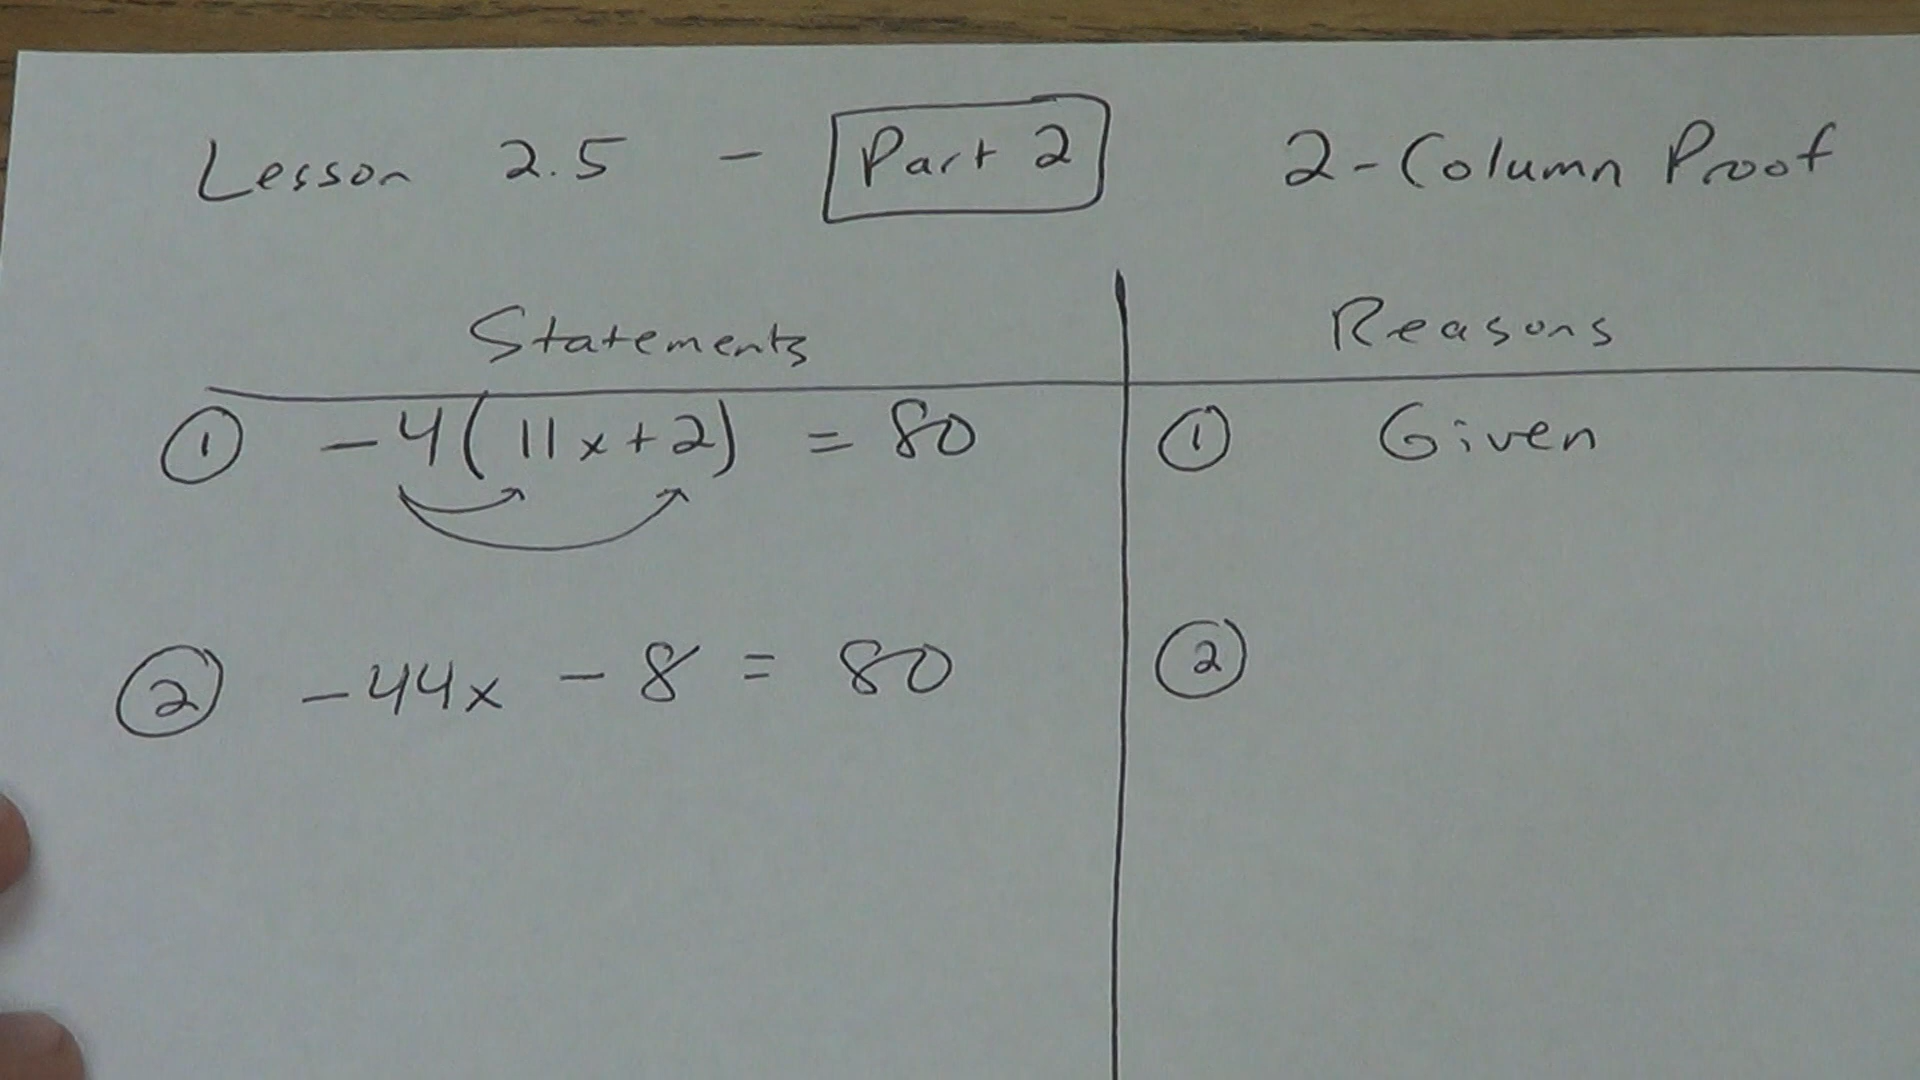 Lesson 2.5 - Part 2 2-Column Proof
Statements Reasons
① -4(11x+2) = 80 ① Given
② -44x - 8 = 80 ②